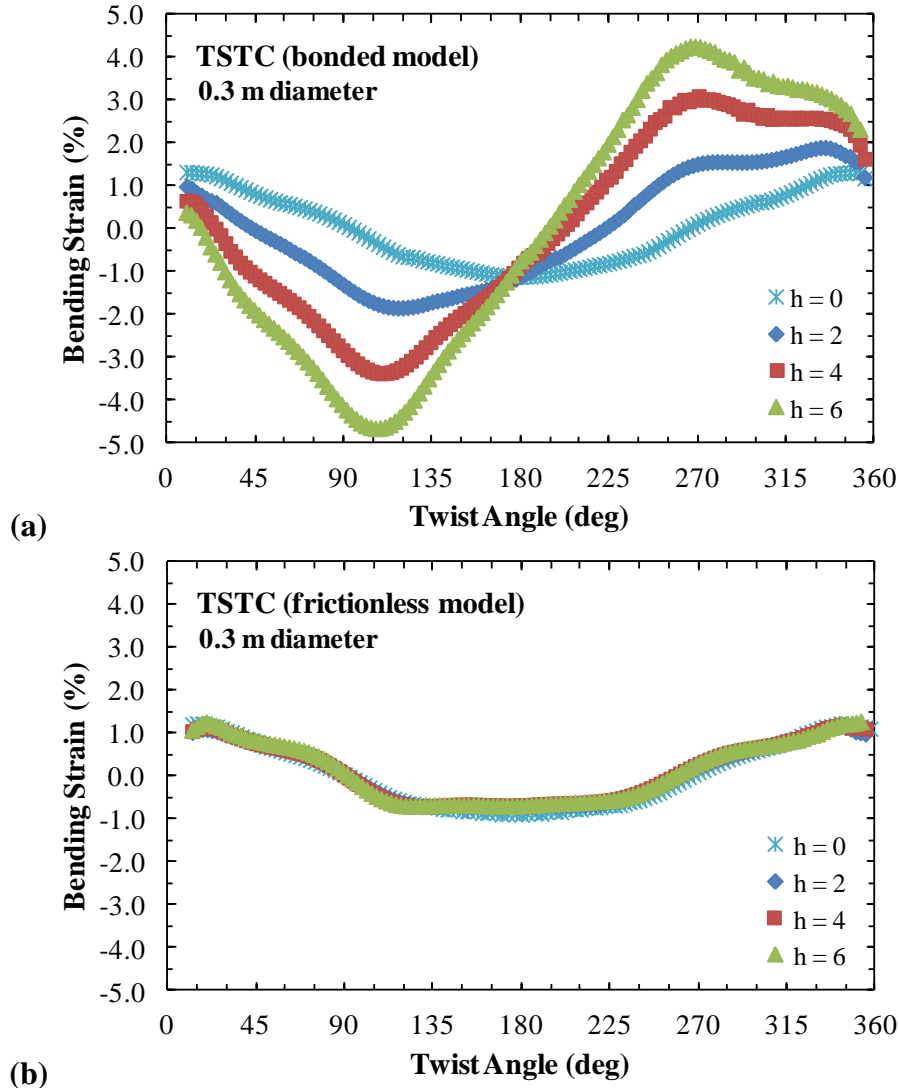 5.0
4.0
3.0
2.0
1.0
0.0
-1.0
-2.0
-3.0
-4.0
-5.0
Bending Strain (%)
TSTC (bonded model)
0.3 m diameter
h = 0
h = 2
h = 4
h = 6
0 45 90 135 180 225 270 315 360
Twist Angle (deg)
(a)
5.0
4.0
3.0
2.0
1.0
0.0
-1.0
-2.0
-3.0
-4.0
-5.0
Bending Strain (%)
TSTC (frictionless model)
0.3 m diameter
h = 0
h = 2
h = 4
h = 6
0 45 90 135 180 225 270 315 360
Twist Angle (deg)
(b)